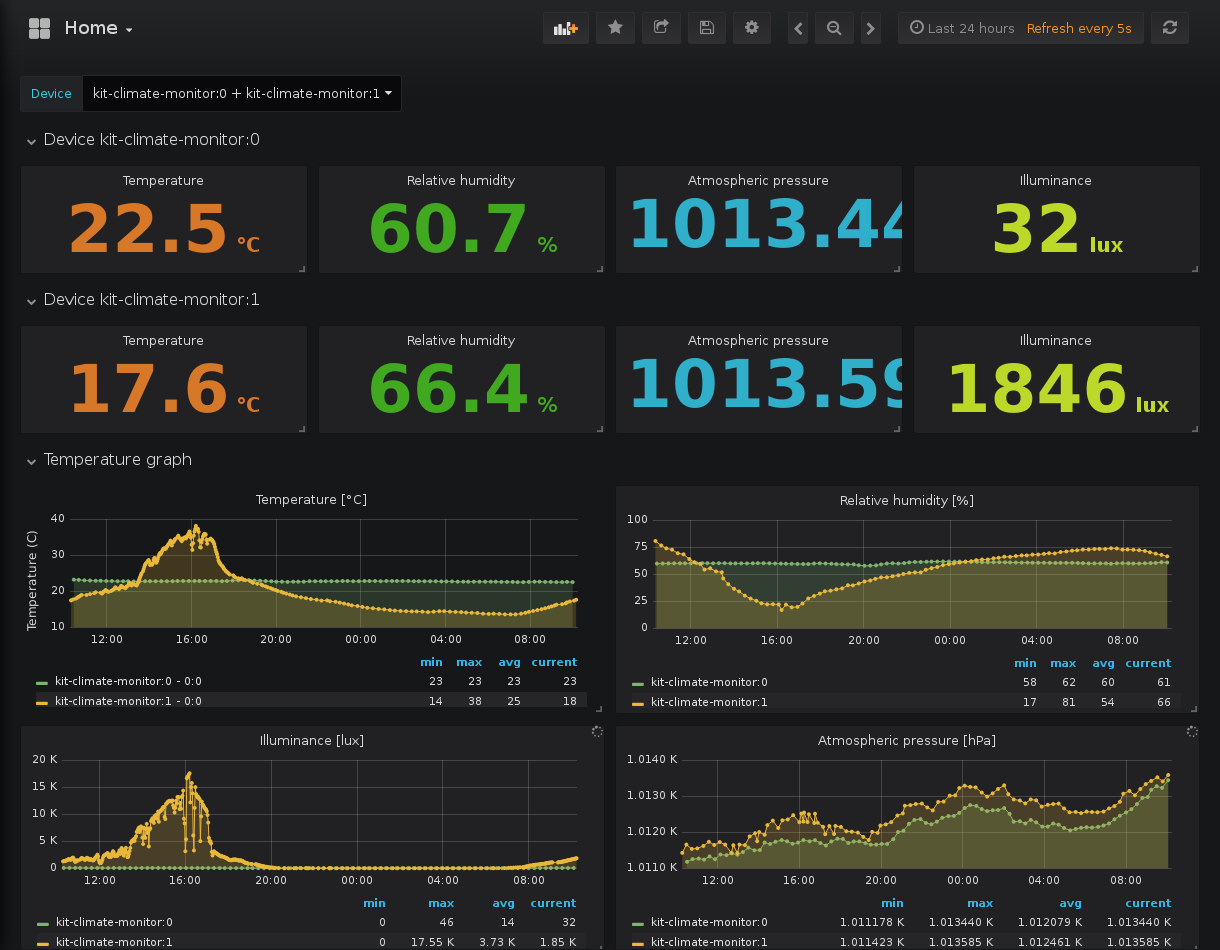 Home
Last 24 hours Refresh every 5s
Device kit-climate-monitor:0 + kit-climate-monitor:1
Device kit-climate-monitor:0
Temperature Relative humidity Atmospheric pressure Illuminance
22.5 °C 60.7 % 1013.44 32 lux
Device kit-climate-monitor:1
Temperature Relative humidity Atmospheric pressure Illuminance
17.6 °C 66.4 % 1013.59 1846 lux
Temperature graph
Temperature [°C]
Temperature (C)
40
30
20
10
12:00 16:00 20:00 00:00 04:00 08:00
min max avg current
kit-climate-monitor:0 - 0:0 23 23 23 23
kit-climate-monitor:1 - 0:0 14 38 25 18
Relative humidity [%]
100
75
50
25
0
12:00 16:00 20:00 00:00 04:00 08:00
min max avg current
kit-climate-monitor:0 58 62 60 61
kit-climate-monitor:1 17 81 54 66
Illuminance [lux]
20 K
15 K
10 K
5 K
0
12:00 16:00 20:00 00:00 04:00 08:00
min max avg current
kit-climate-monitor:0 0 46 14 32
kit-climate-monitor:1 0 17.55 K 3.73 K 1.85 K
Atmospheric pressure [hPa]
1.0140 K
1.0130 K
1.0120 K
1.0110 K
12:00 16:00 20:00 00:00 04:00 08:00
min max avg current
kit-climate-monitor:0 1.011178 K 1.013440 K 1.012079 K 1.013440 K
kit-climate-monitor:1 1.011423 K 1.013585 K 1.012461 K 1.013585 K